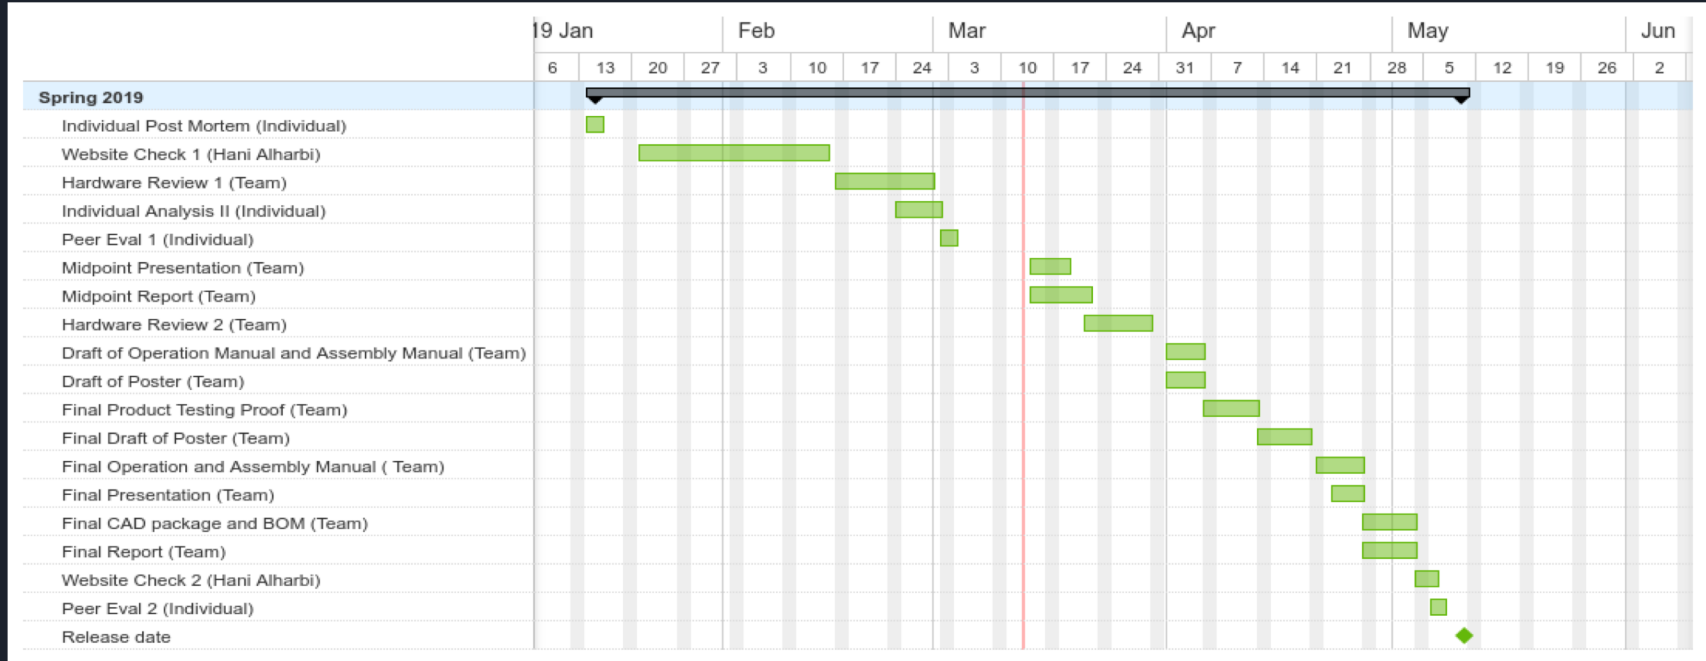 19 Jan Feb Mar Apr May Jun
6 13 20 27 3 10 17 24 3 10 17 24 31 7 14 21 28 5 12 19 26 2
Spring 2019
Individual Post Mortem (Individual)
Website Check 1 (Hani Alharbi)
Hardware Review 1 (Team)
Individual Analysis II (Individual)
Peer Eval 1 (Individual)
Midpoint Presentation (Team)
Midpoint Report (Team)
Hardware Review 2 (Team)
Draft of Operation Manual and Assembly Manual (Team)
Draft of Poster (Team)
Final Product Testing Proof (Team)
Final Draft of Poster (Team)
Final Operation and Assembly Manual ( Team)
Final Presentation (Team)
Final CAD package and BOM (Team)
Final Report (Team)
Website Check 2 (Hani Alharbi)
Peer Eval 2 (Individual)
Release date